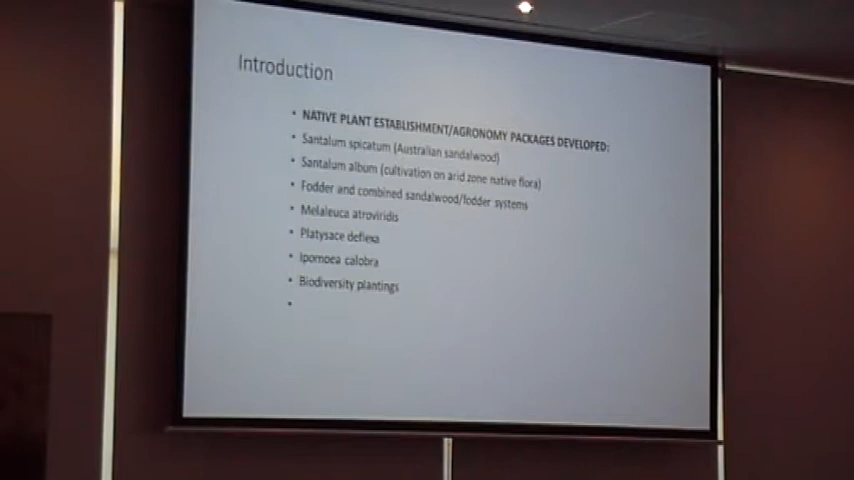 Introduction
• NATIVE PLANT ESTABLISHMENT/AGRONOMY PACKAGES DEVELOPED:
• Santalum spicatum (Australian sandalwood)
• Santalum album (cultivation on arid zone native flora)
• Fodder and combined sandalwood/fodder systems
• Melaleuca atroviridis
• Platysace deflexa
• Ipomoea calobra
• Biodiversity plantings
•